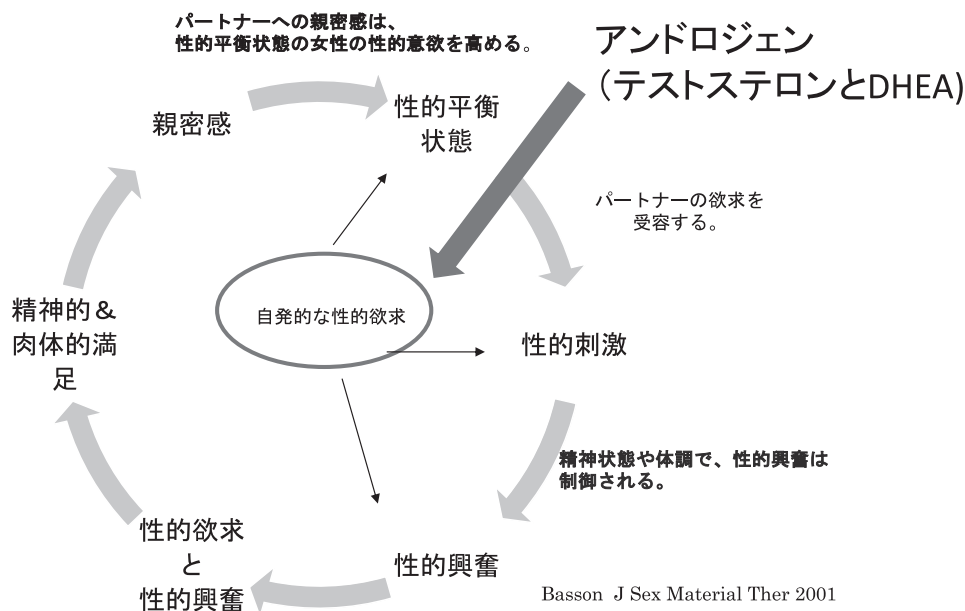 パートナーへの親密感は、
性的平衡状態の女性の性的意欲を高める。
アンドロジェン
(テストステロンとDHEA)
親密感
性的平衡
状態
パートナーの欲求を
受容する。
自発的な性的欲求
精神的&
肉体的満
足
性的刺激
精神状態や体調で、性的興奮は
制御される。
性的欲求
と
性的興奮
性的興奮
Basson J Sex Material Ther 2001